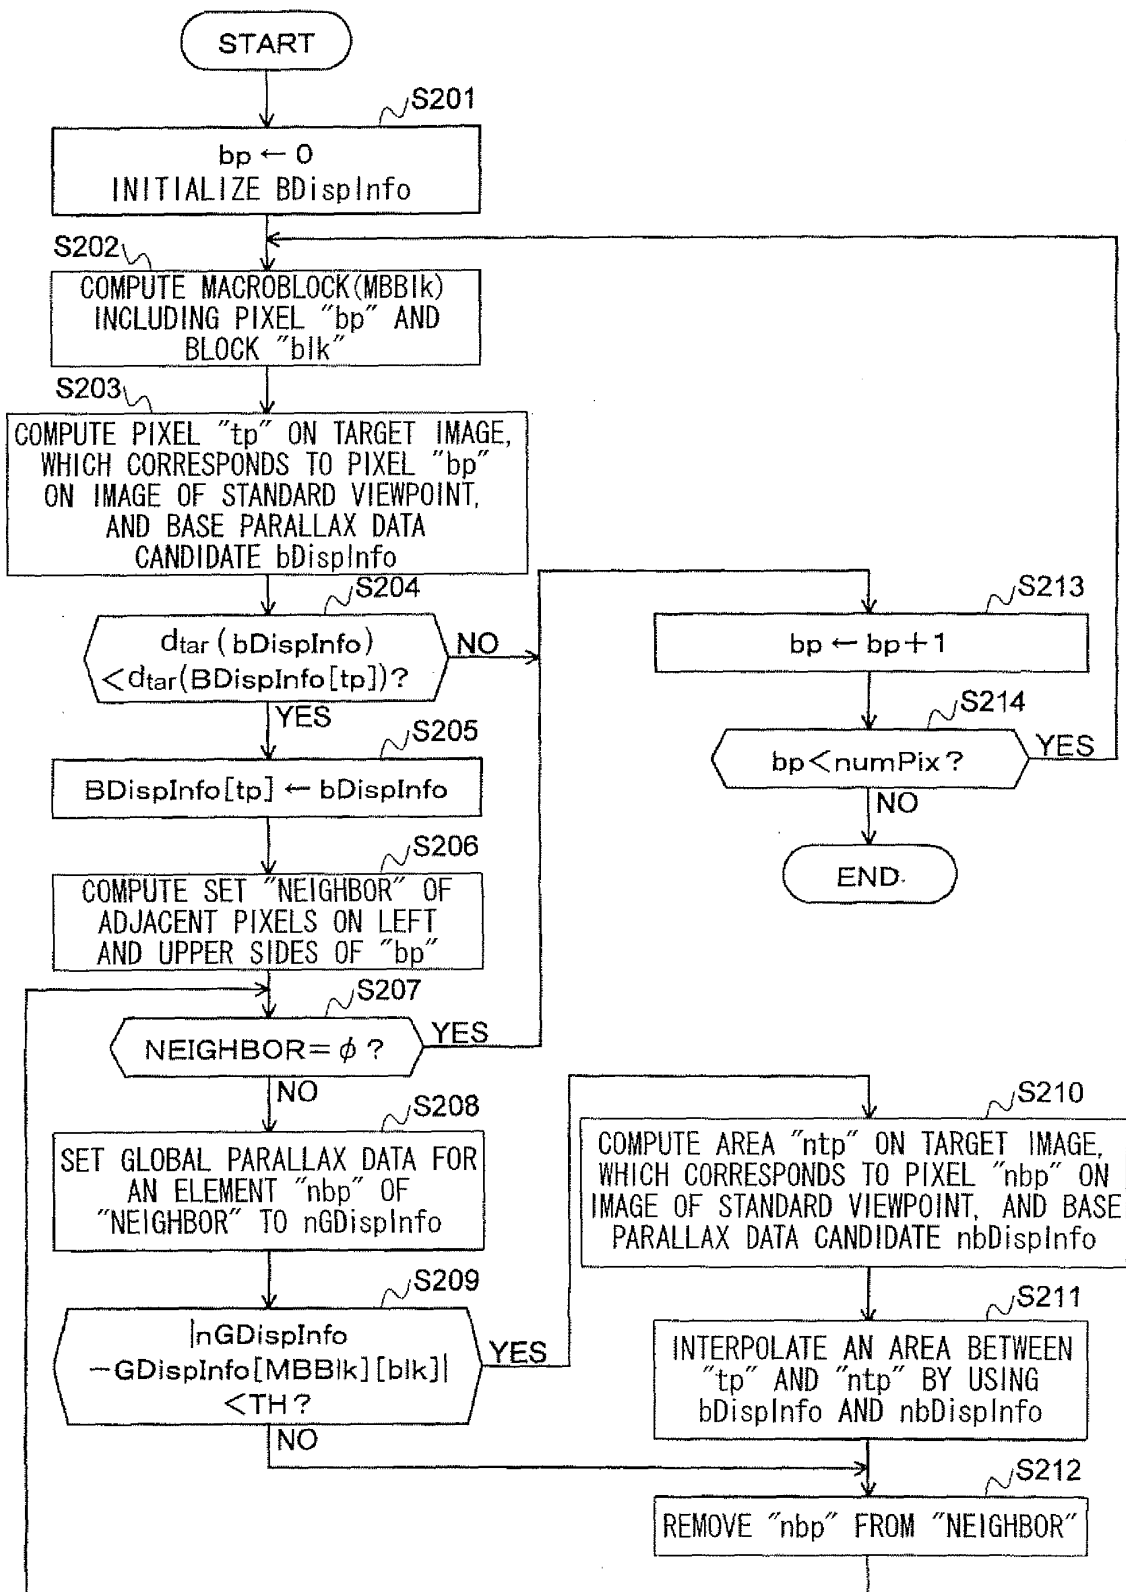 START
S201
bp ← 0
INITIALIZE BDispInfo
S202
COMPUTE MACROBLOCK(MBBlk)
INCLUDING PIXEL "bp" AND
BLOCK "blk"
S203
COMPUTE PIXEL "tp" ON TARGET IMAGE,
WHICH CORRESPONDS TO PIXEL "bp"
ON IMAGE OF STANDARD VIEWPOINT,
AND BASE PARALLAX DATA
CANDIDATE bDispInfo
S204
dtar (bDispInfo)
<dtar(BDispInfo[tp])?
NO
YES
S205
BDispInfo[tp] ← bDispInfo
S206
COMPUTE SET "NEIGHBOR" OF
ADJACENT PIXELS ON LEFT
AND UPPER SIDES OF "bp"
S207
NEIGHBOR= ϕ ?
YES
NO
S208
SET GLOBAL PARALLAX DATA FOR
AN ELEMENT "nbp" OF
"NEIGHBOR" TO nGDispInfo
S209
|nGDispInfo
−GDispInfo[MBBlk][blk]|
<TH?
YES
NO
S213
bp ← bp+1
S214
bp<numPix?
YES
NO
END
S210
COMPUTE AREA "ntp" ON TARGET IMAGE,
WHICH CORRESPONDS TO PIXEL "nbp" ON
IMAGE OF STANDARD VIEWPOINT, AND BASE
PARALLAX DATA CANDIDATE nbDispInfo
S211
INTERPOLATE AN AREA BETWEEN
"tp" AND "ntp" BY USING
bDispInfo AND nbDispInfo
S212
REMOVE "nbp" FROM "NEIGHBOR"